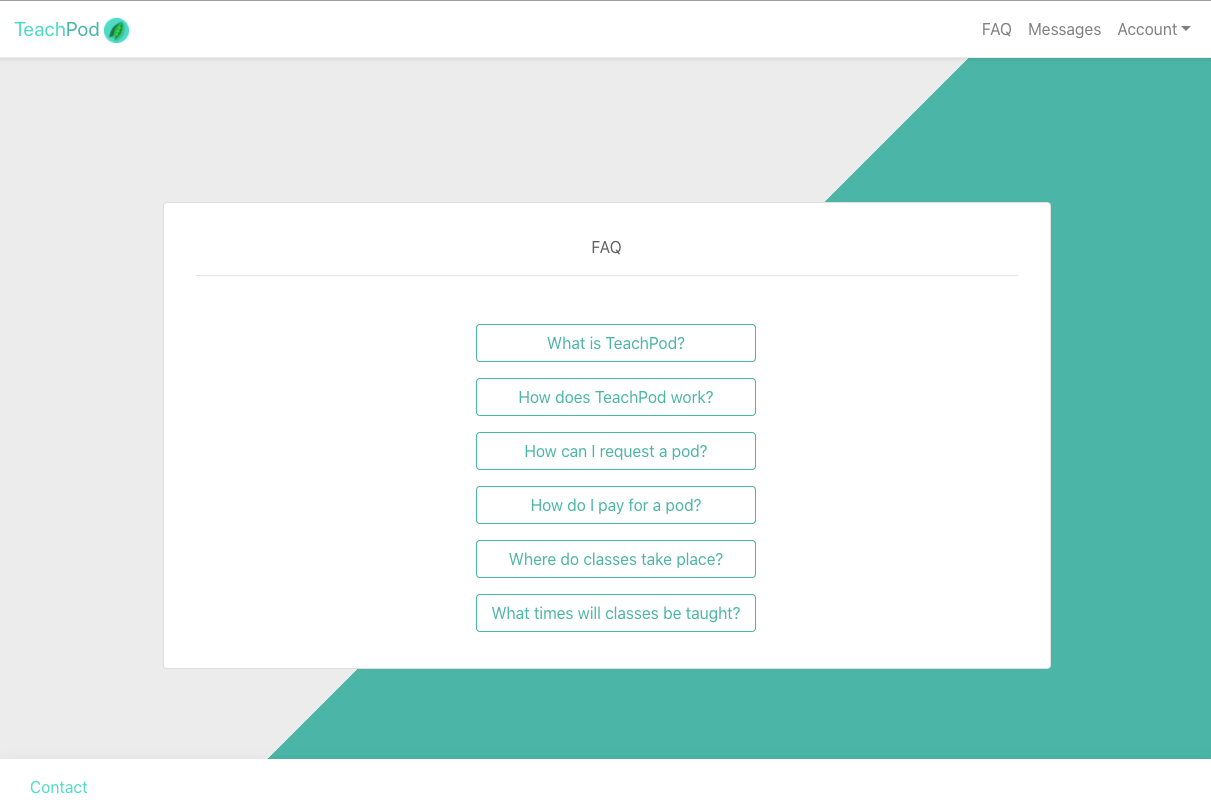 TeachPod
FAQ Messages Account
FAQ
What is TeachPod?
How does TeachPod work?
How can I request a pod?
How do I pay for a pod?
Where do classes take place?
What times will classes be taught?
Contact